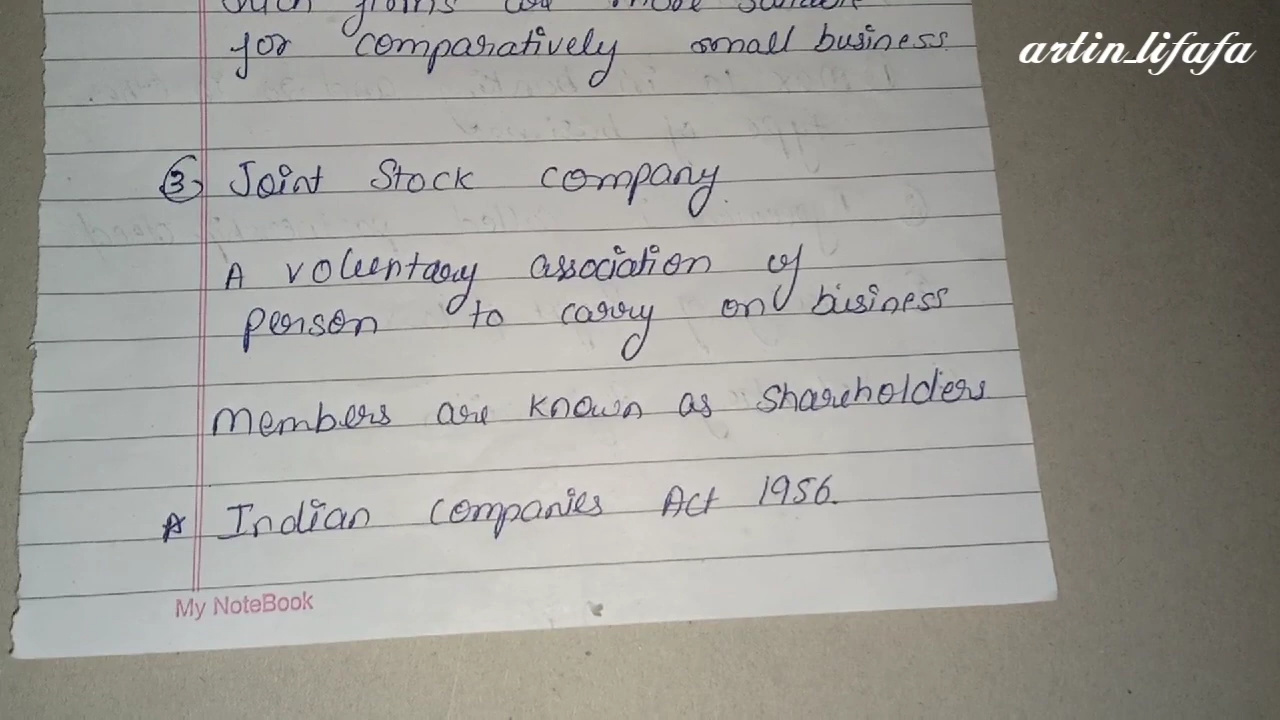 for comparatively small business
artin_lifafa
③ Joint Stock company.
A voluentary association of
person to carry on business
Members are known as Shareholders
Indian Companies Act 1956.
My NoteBook